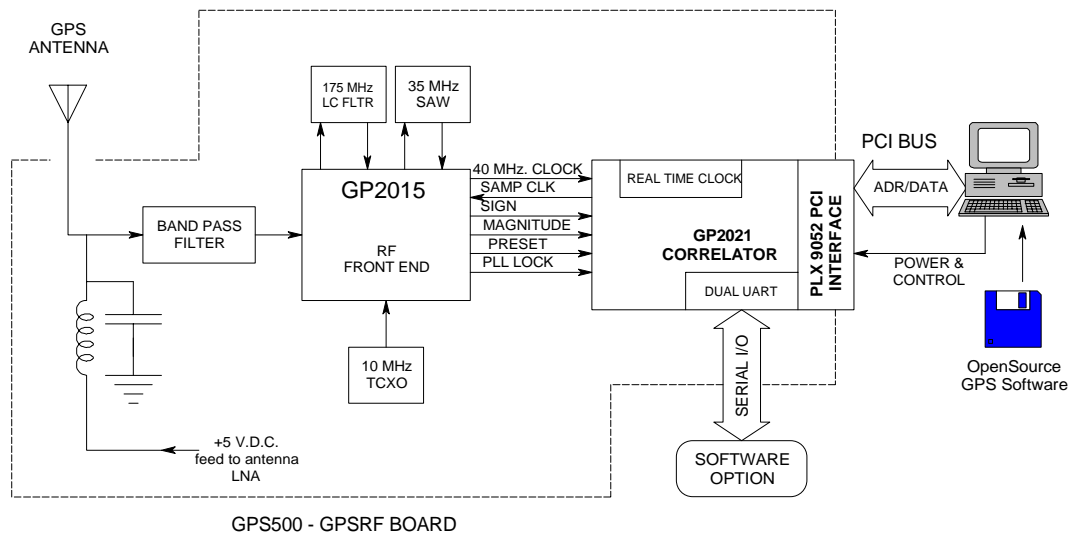 GPS
ANTENNA
175 MHz
LC FLTR
35 MHz
SAW
BAND PASS
FILTER
GP2015
RF
FRONT END
10 MHz
TCXO
40 MHz. CLOCK
SAMP CLK
SIGN
MAGNITUDE
PRESET
PLL LOCK
REAL TIME CLOCK
GP2021
CORRELATOR
DUAL UART
PLX 9052 PCI
INTERFACE
PCI BUS
ADR/DATA
POWER &
CONTROL
OpenSource
GPS Software
SERIAL I/O
SOFTWARE
OPTION
+5 V.D.C.
feed to antenna
LNA
GPS500 - GPSRF BOARD